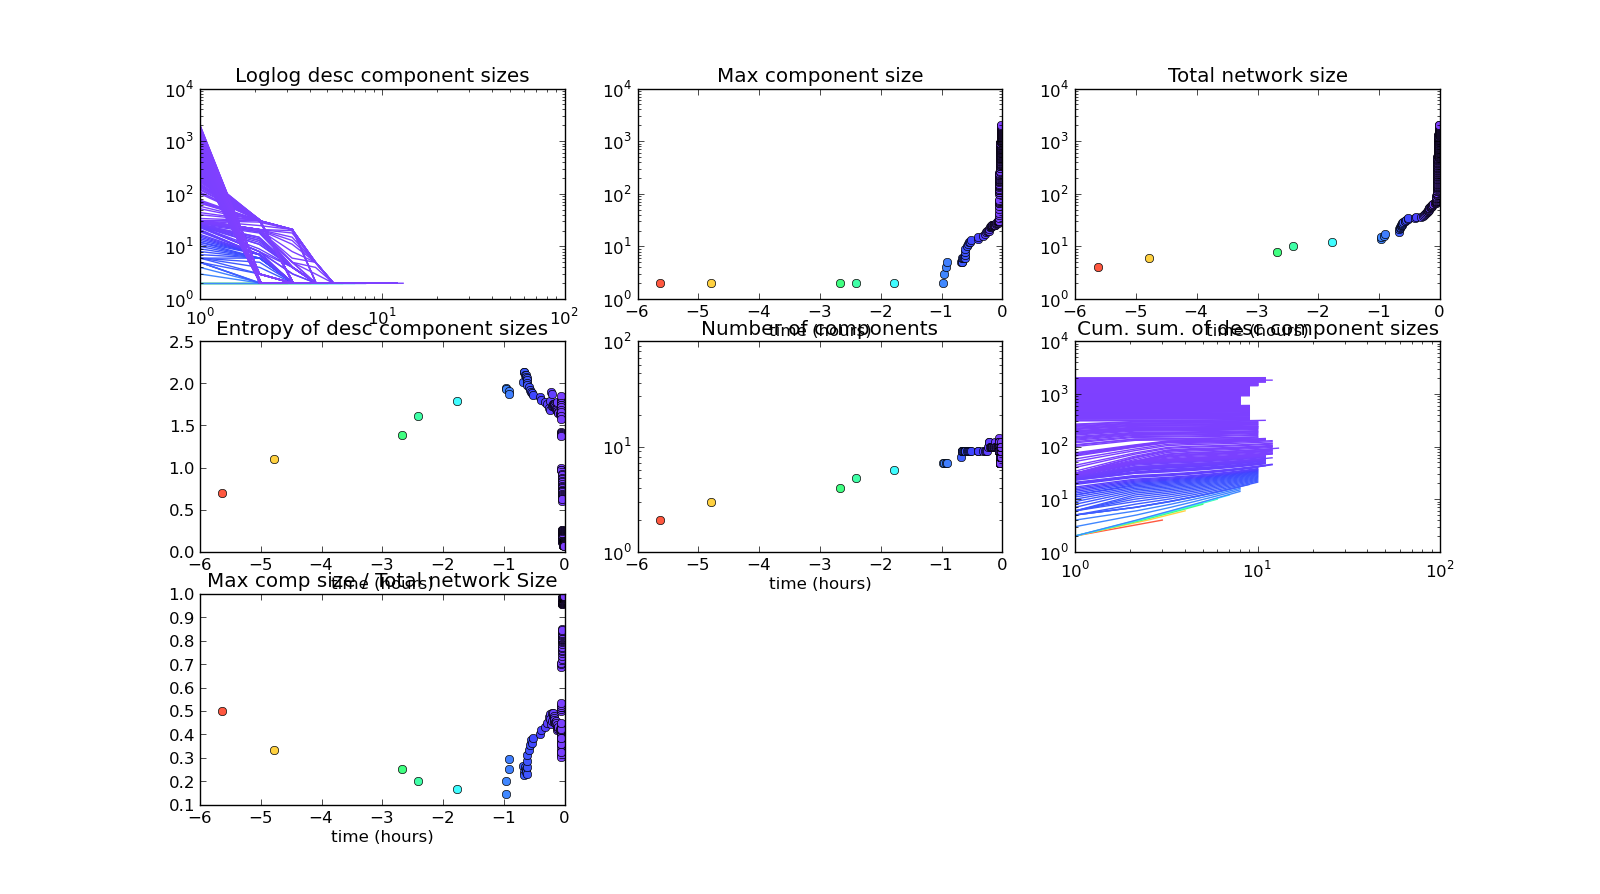 Loglog desc component sizes
10^4
10^3
10^2
10^1
10^0
10^0 10^1 10^2
Max component size
10^4
10^3
10^2
10^1
10^0
−6 −5 −4 −3 −2 −1 0
time (hours)
Total network size
10^4
10^3
10^2
10^1
10^0
−6 −5 −4 −3 −2 −1 0
time (hours)
Entropy of desc component sizes
2.5
2.0
1.5
1.0
0.5
0.0
−6 −5 −4 −3 −2 −1 0
time (hours)
Number of components
10^2
10^1
10^0
−6 −5 −4 −3 −2 −1 0
time (hours)
Cum. sum. of desc component sizes
10^4
10^3
10^2
10^1
10^0
10^0 10^1 10^2
Max comp size / Total network Size
1.0
0.9
0.8
0.7
0.6
0.5
0.4
0.3
0.2
0.1
−6 −5 −4 −3 −2 −1 0
time (hours)